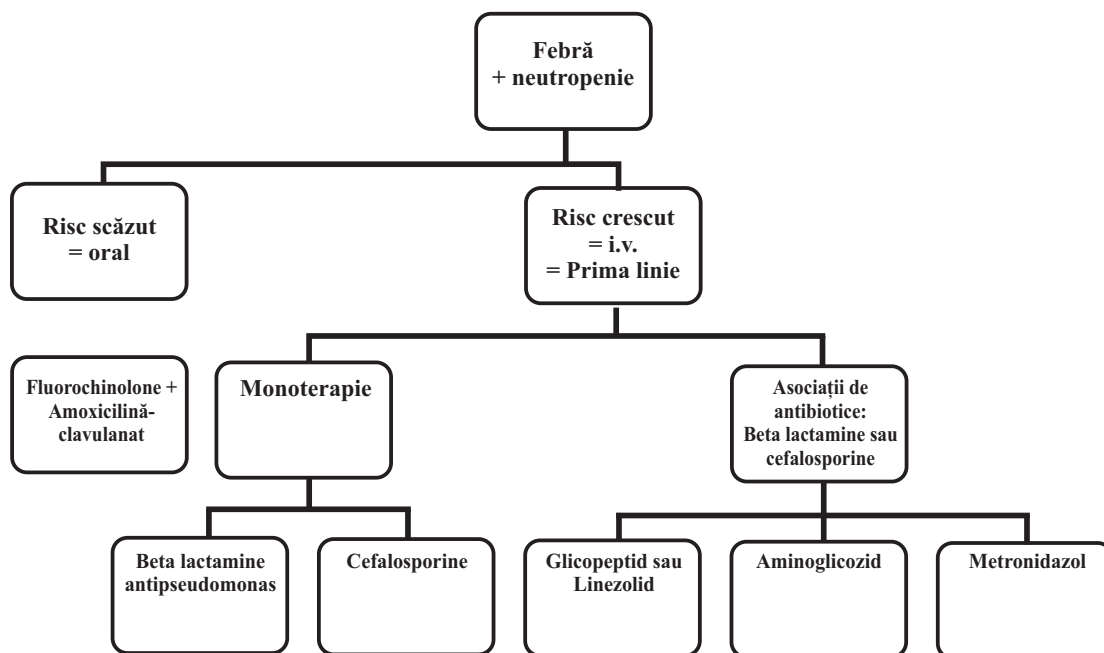 Febră
+ neutropenie
Risc scăzut
= oral
Risc crescut
= i.v.
= Prima linie
Fluorochinolone +
Amoxicilină-
clavulanat
Monoterapie
Asociații de
antibiotice:
Beta lactamine sau
cefalosporine
Beta lactamine
antipseudomonas
Cefalosporine
Glicopeptid sau
Linezolid
Aminoglicozid
Metronidazol